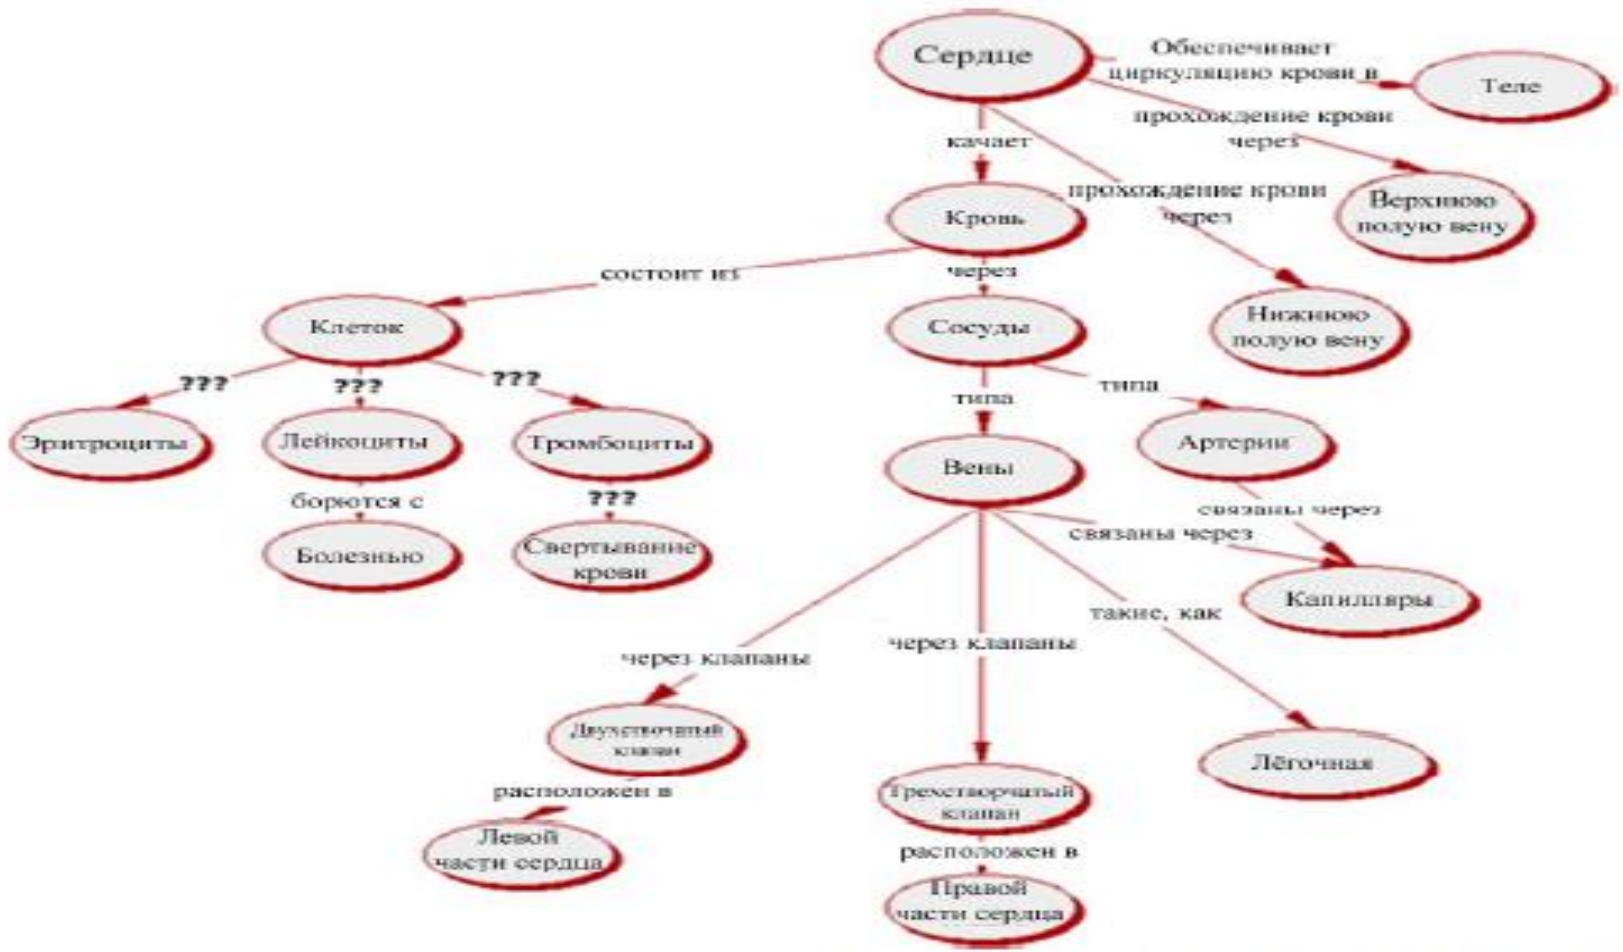 Сердце
Обеспечивает
циркуляцию крови в
Теле
прохождение крови
через
качает
Верхнюю
полую вену
прохождение крови
через
Кровь
состоит из
через
Клеток
Сосуды
Нижнюю
полую вену
???
???
???
типа
типа
Эритроциты
Лейкоциты
Тромбоциты
Вены
Артерии
борются с
???
связаны через
связаны через
Болезнью
Свертывание
крови
Капилляры
такие, как
через клапаны
через клапаны
Двухствочатый
клапан
Лёгочная
расположен в
Трехстворчатый
клапан
Левой
части сердца
расположен в
Правой
части сердца